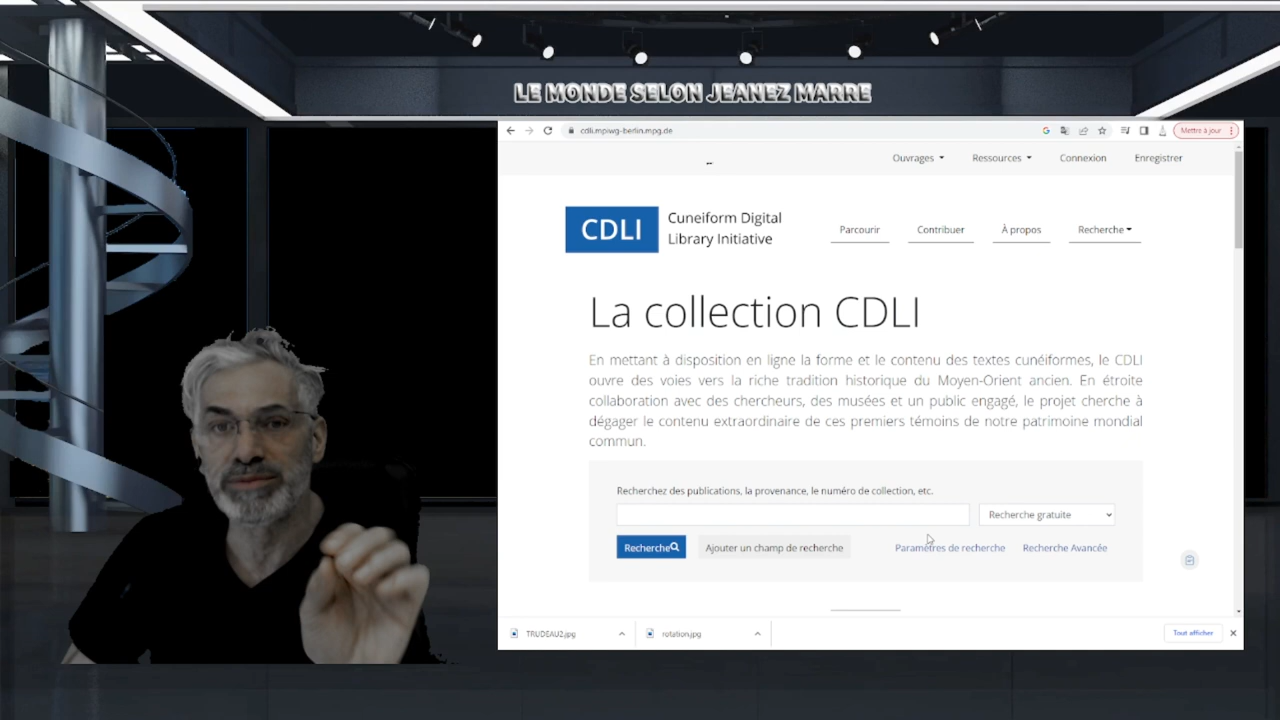 LE MONDE SELON JEANEZ MARRE
cdli.mpiwg-berlin.mpg.de
Mettre à jour
Ouvrages
Ressources
Connexion
Enregistrer
CDLI
Cuneiform Digital
Library Initiative
Parcourir
Contribuer
À propos
Recherche
La collection CDLI
En mettant à disposition en ligne la forme et le contenu des textes cunéiformes, le CDLI
ouvre des voies vers la riche tradition historique du Moyen-Orient ancien. En étroite
collaboration avec des chercheurs, des musées et un public engagé, le projet cherche à
dégager le contenu extraordinaire de ces premiers témoins de notre patrimoine mondial
commun.
Recherchez des publications, la provenance, le numéro de collection, etc.
Recherche gratuite
Recherche
Ajouter un champ de recherche
Paramètres de recherche
Recherche Avancée
TRUDEAU2.jpg
rotation.jpg
Tout afficher